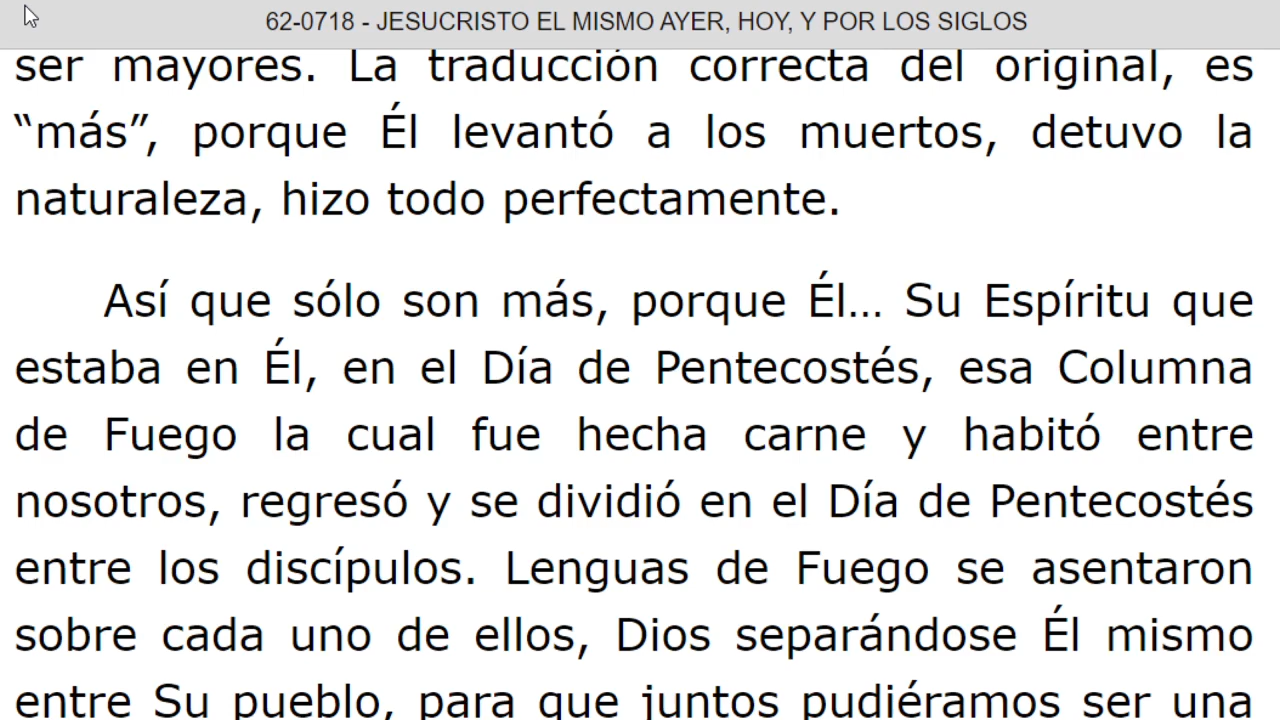 62-0718 - JESUCRISTO EL MISMO AYER, HOY, Y POR LOS SIGLOS
ser mayores. La traducción correcta del original, es
“más”, porque Él levantó a los muertos, detuvo la
naturaleza, hizo todo perfectamente.
Así que sólo son más, porque Él… Su Espíritu que
estaba en Él, en el Día de Pentecostés, esa Columna
de Fuego la cual fue hecha carne y habitó entre
nosotros, regresó y se dividió en el Día de Pentecostés
entre los discípulos. Lenguas de Fuego se asentaron
sobre cada uno de ellos, Dios separándose Él mismo
entre Su pueblo, para que juntos pudiéramos ser una